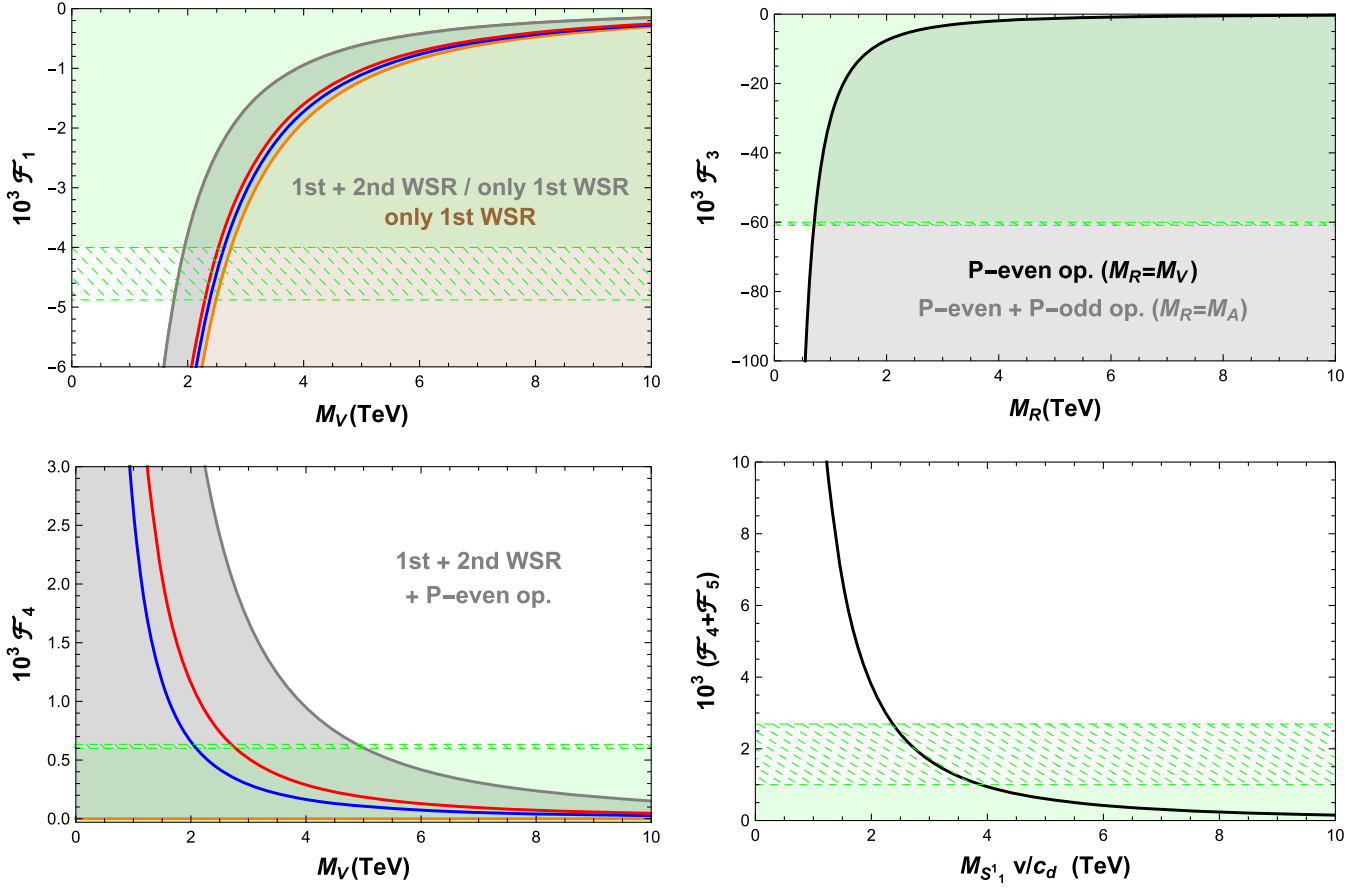 0
−1
−2
−3
−4
−5
−6
10³ 𝓕₁
1st + 2nd WSR / only 1st WSR
only 1st WSR
0 2 4 6 8 10
M_V(TeV)
0
−20
−40
−60
−80
−100
10³ 𝓕₃
P−even op. (M_R=M_V)
P−even + P−odd op. (M_R=M_A)
0 2 4 6 8 10
M_R(TeV)
3.0
2.5
2.0
1.5
1.0
0.5
0.0
10³ 𝓕₄
1st + 2nd WSR
+ P−even op.
0 2 4 6 8 10
M_V(TeV)
10
8
6
4
2
0
10³ (𝓕₄+𝓕₅)
0 2 4 6 8 10
M_{S¹₁} v/c_d (TeV)